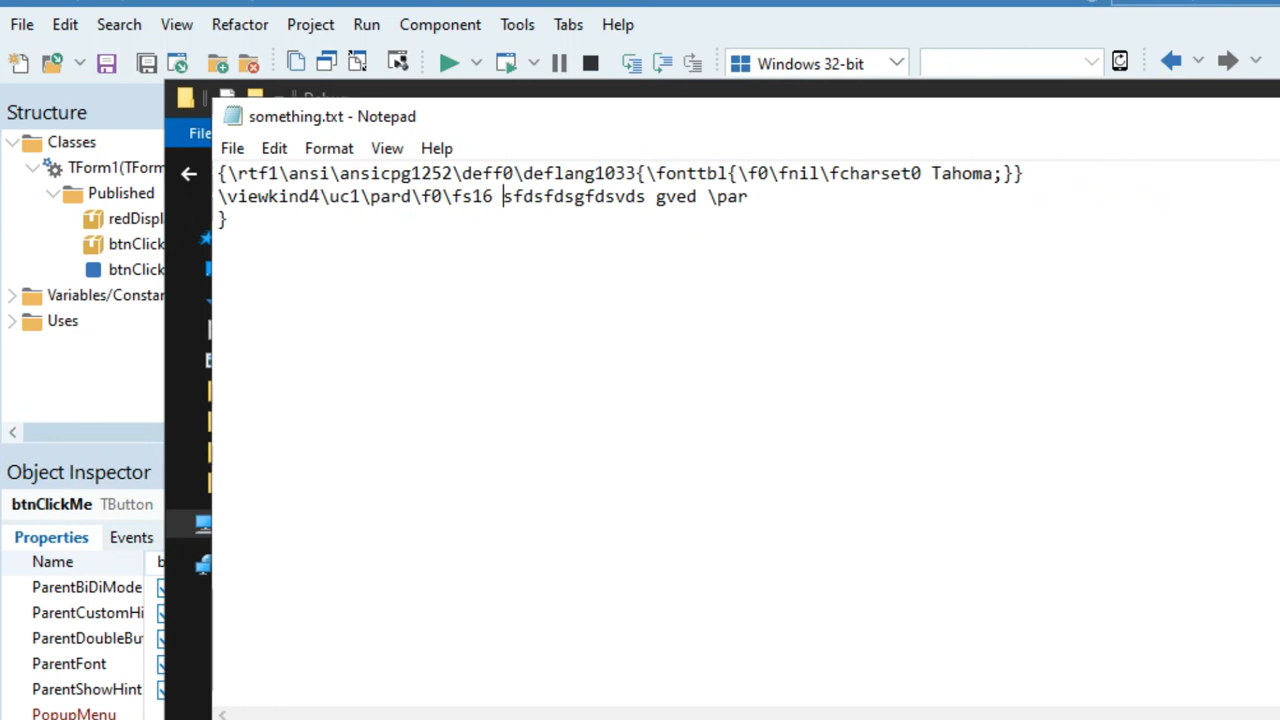 File Edit Search View Refactor Project Run Component Tools Tabs Help
Windows 32-bit
Structure
Classes
TForm1(TForm
Published
redDispl
btnClick
btnClick
Variables/Constar
Uses
Object Inspector
btnClickMe TButton
Properties Events
Name b
ParentBiDiMode
ParentCustomHi
ParentDoubleBu
ParentFont
ParentShowHint
PopupMenu
File
something.txt - Notepad
File Edit Format View Help
{\rtf1\ansi\ansicpg1252\deff0\deflang1033{\fonttbl{\f0\fnil\fcharset0 Tahoma;}}
\viewkind4\uc1\pard\f0\fs16 sfdsfdsgfdsvds gved \par
}